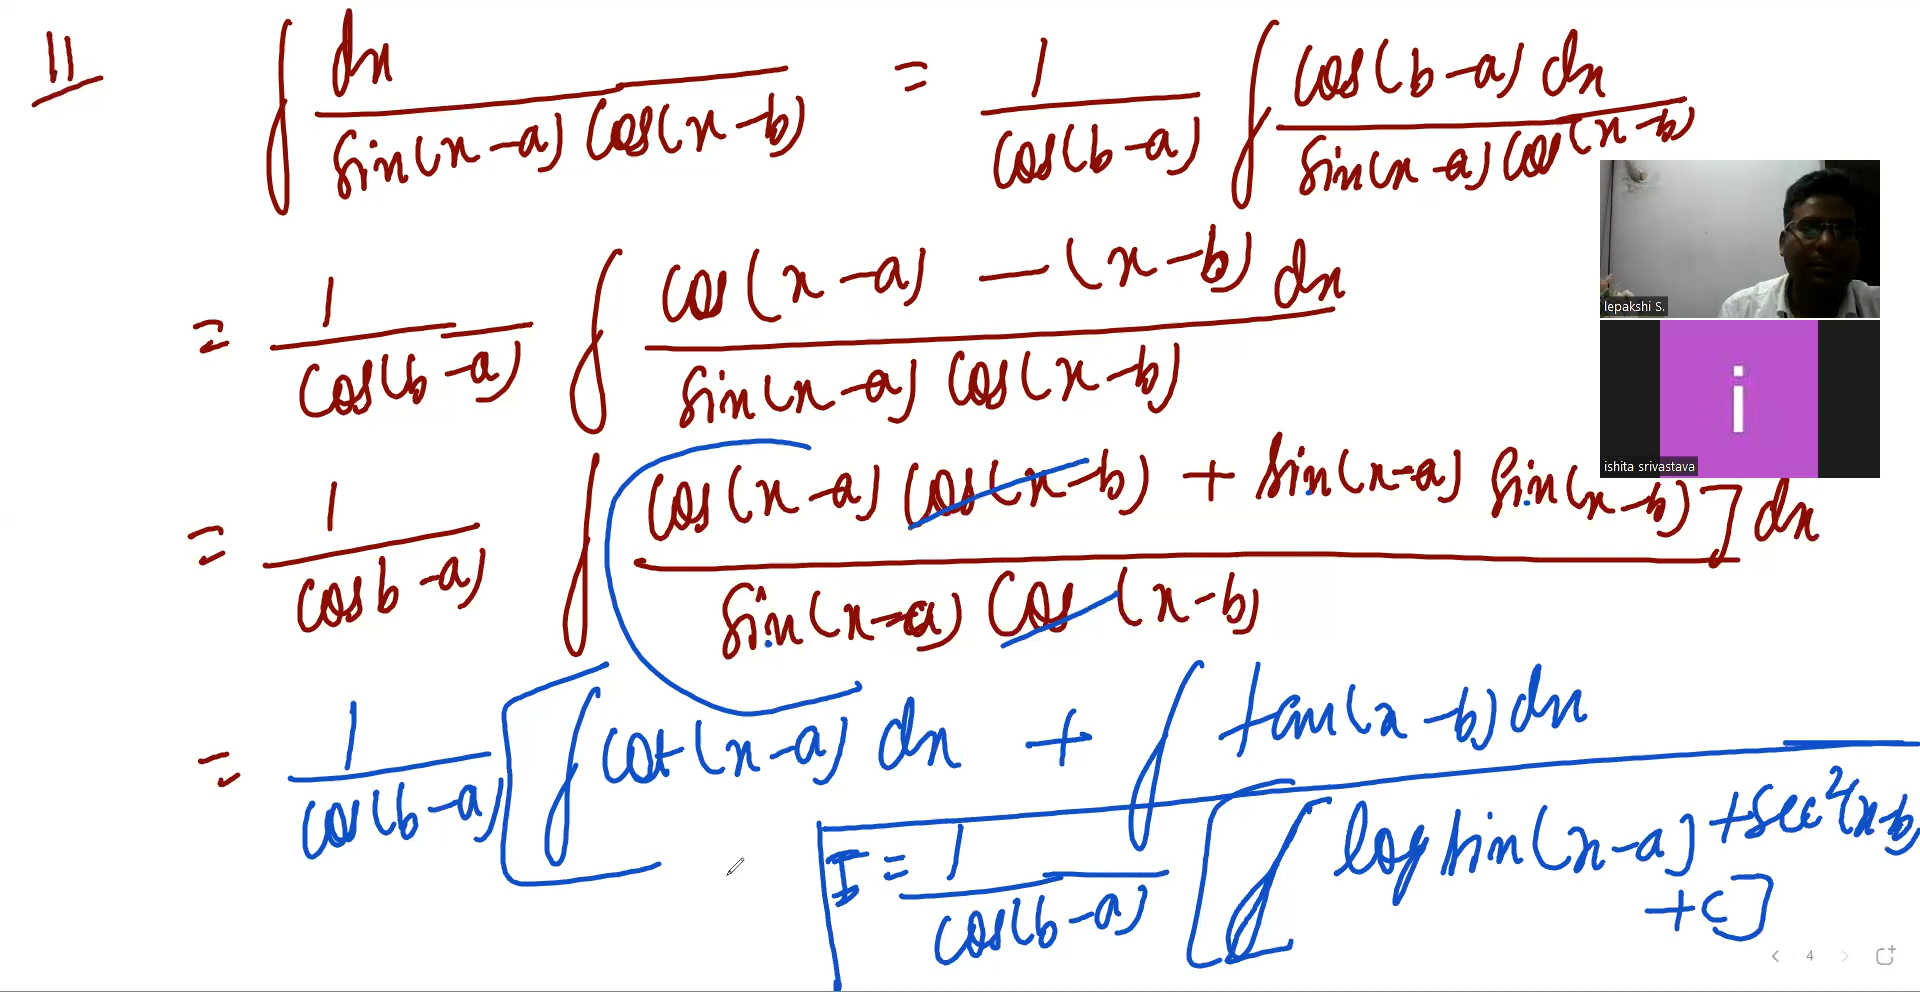 11 ∫ dx / sin(x-a) cos(x-b) = 1 / cos(b-a) ∫ cos(b-a) dx / sin(x-a) cos(x-b)
= 1 / cos(b-a) ∫ cos(x-a) - (x-b) dx / sin(x-a) cos(x-b)
lepakshi S.
= 1 / cos b-a) ∫ cos(x-a) cos(x-b) + sin(x-a) sin(x-b)] dx / sin(x-a) cos(x-b)
i
ishita srivastava
= 1 / cos(b-a) [∫ cot(x-a) dx + ∫ tan(x-b) dx
I = 1 / cos(b-a) [ log sin(x-a) + sec²(x-b)
+ c]
4